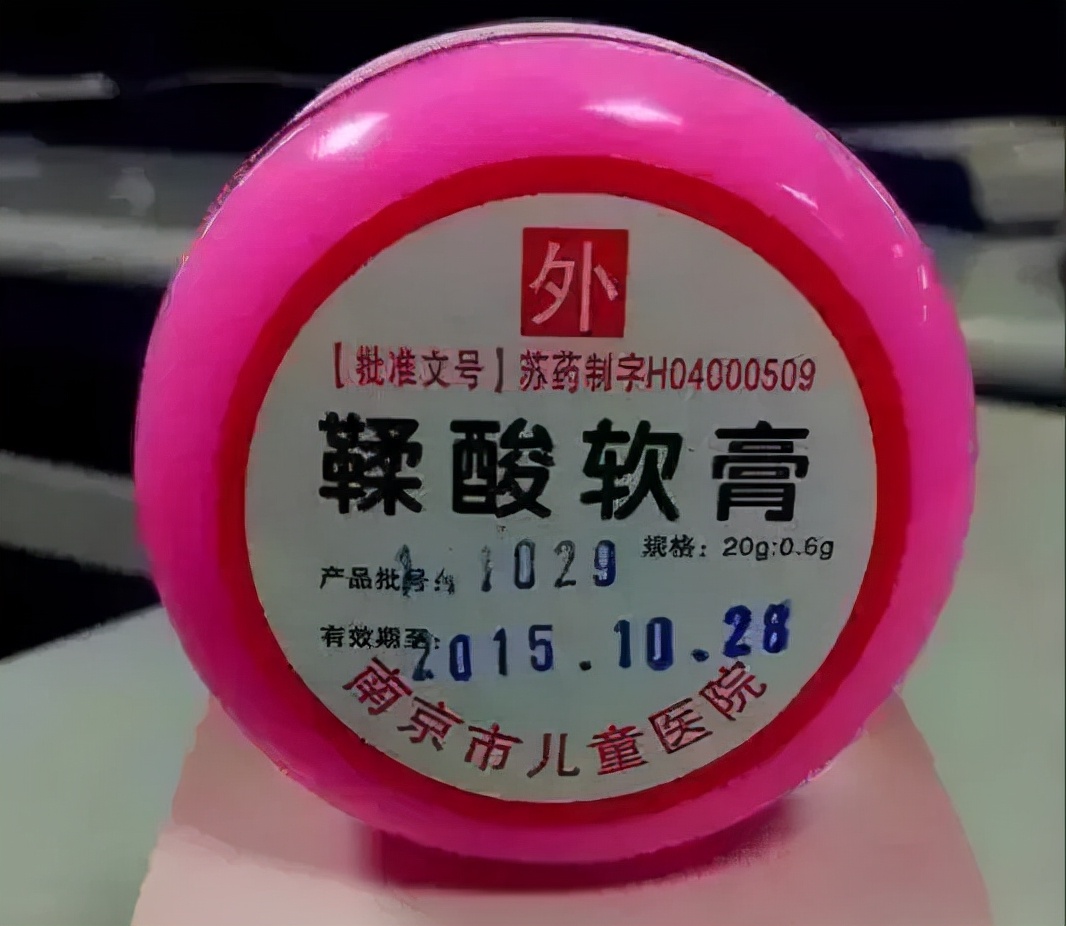 外
【批准文号】苏药制字H04000509
鞣酸软膏
规格：20g:0.6g
产品批号: 1029
有效期至: 2015.10.28
南京市儿童医院